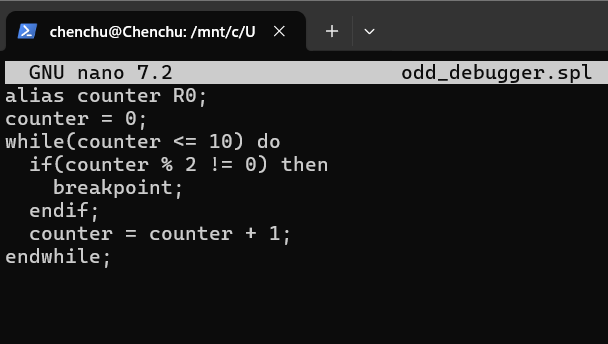 chenchu@Chenchu: /mnt/c/U
GNU nano 7.2 odd_debugger.spl
alias counter R0;
counter = 0;
while(counter <= 10) do
  if(counter % 2 != 0) then
    breakpoint;
  endif;
  counter = counter + 1;
endwhile;